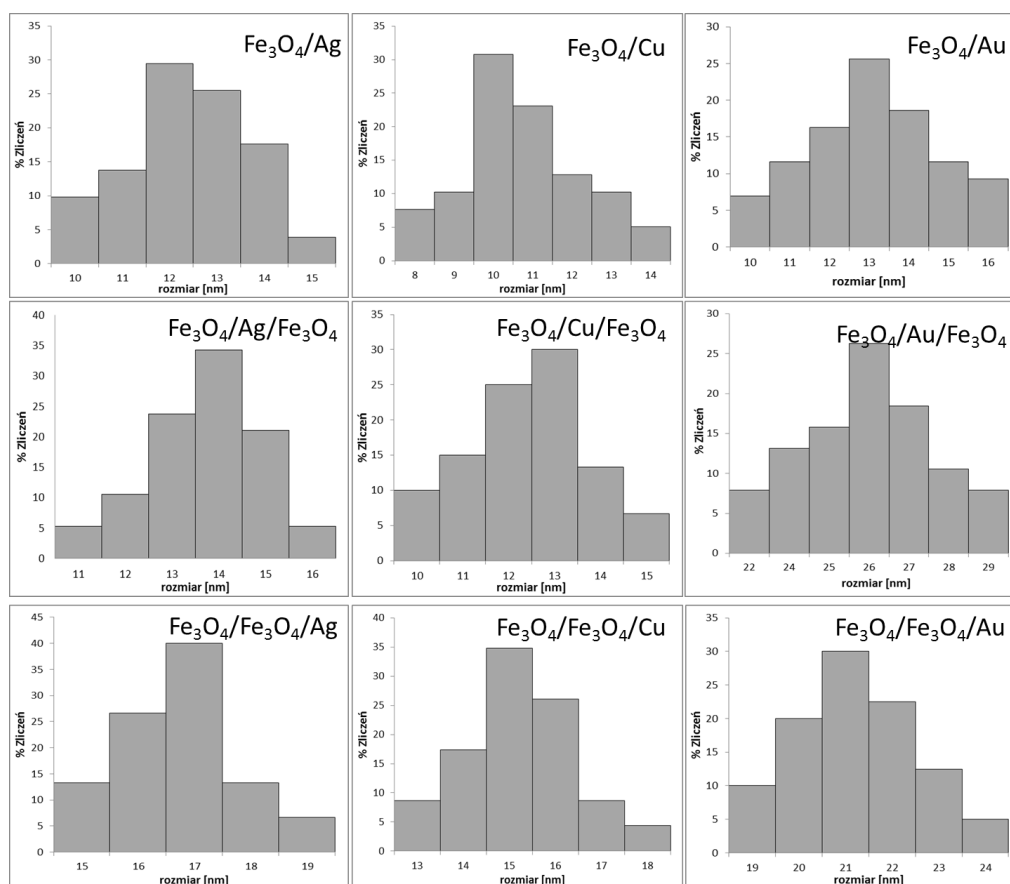 Fe₃O₄/Ag
35
30
25
20
15
10
5
0
% Zliczeń
10 11 12 13 14 15
rozmiar [nm]
Fe₃O₄/Cu
35
30
25
20
15
10
5
0
% Zliczeń
8 9 10 11 12 13 14
rozmiar [nm]
Fe₃O₄/Au
30
25
20
15
10
5
0
% Zliczeń
10 11 12 13 14 15 16
rozmiar [nm]
Fe₃O₄/Ag/Fe₃O₄
40
35
30
25
20
15
10
5
0
% Zliczeń
11 12 13 14 15 16
rozmiar [nm]
Fe₃O₄/Cu/Fe₃O₄
35
30
25
20
15
10
5
0
% Zliczeń
10 11 12 13 14 15
rozmiar [nm]
Fe₃O₄/Au/Fe₃O₄
30
25
20
15
10
5
0
% Zliczeń
22 24 25 26 27 28 29
rozmiar [nm]
Fe₃O₄/Fe₃O₄/Ag
45
40
35
30
25
20
15
10
5
0
% Zliczeń
15 16 17 18 19
rozmiar [nm]
Fe₃O₄/Fe₃O₄/Cu
40
35
30
25
20
15
10
5
0
% Zliczeń
13 14 15 16 17 18
rozmiar [nm]
Fe₃O₄/Fe₃O₄/Au
35
30
25
20
15
10
5
0
% Zliczeń
19 20 21 22 23 24
rozmiar [nm]